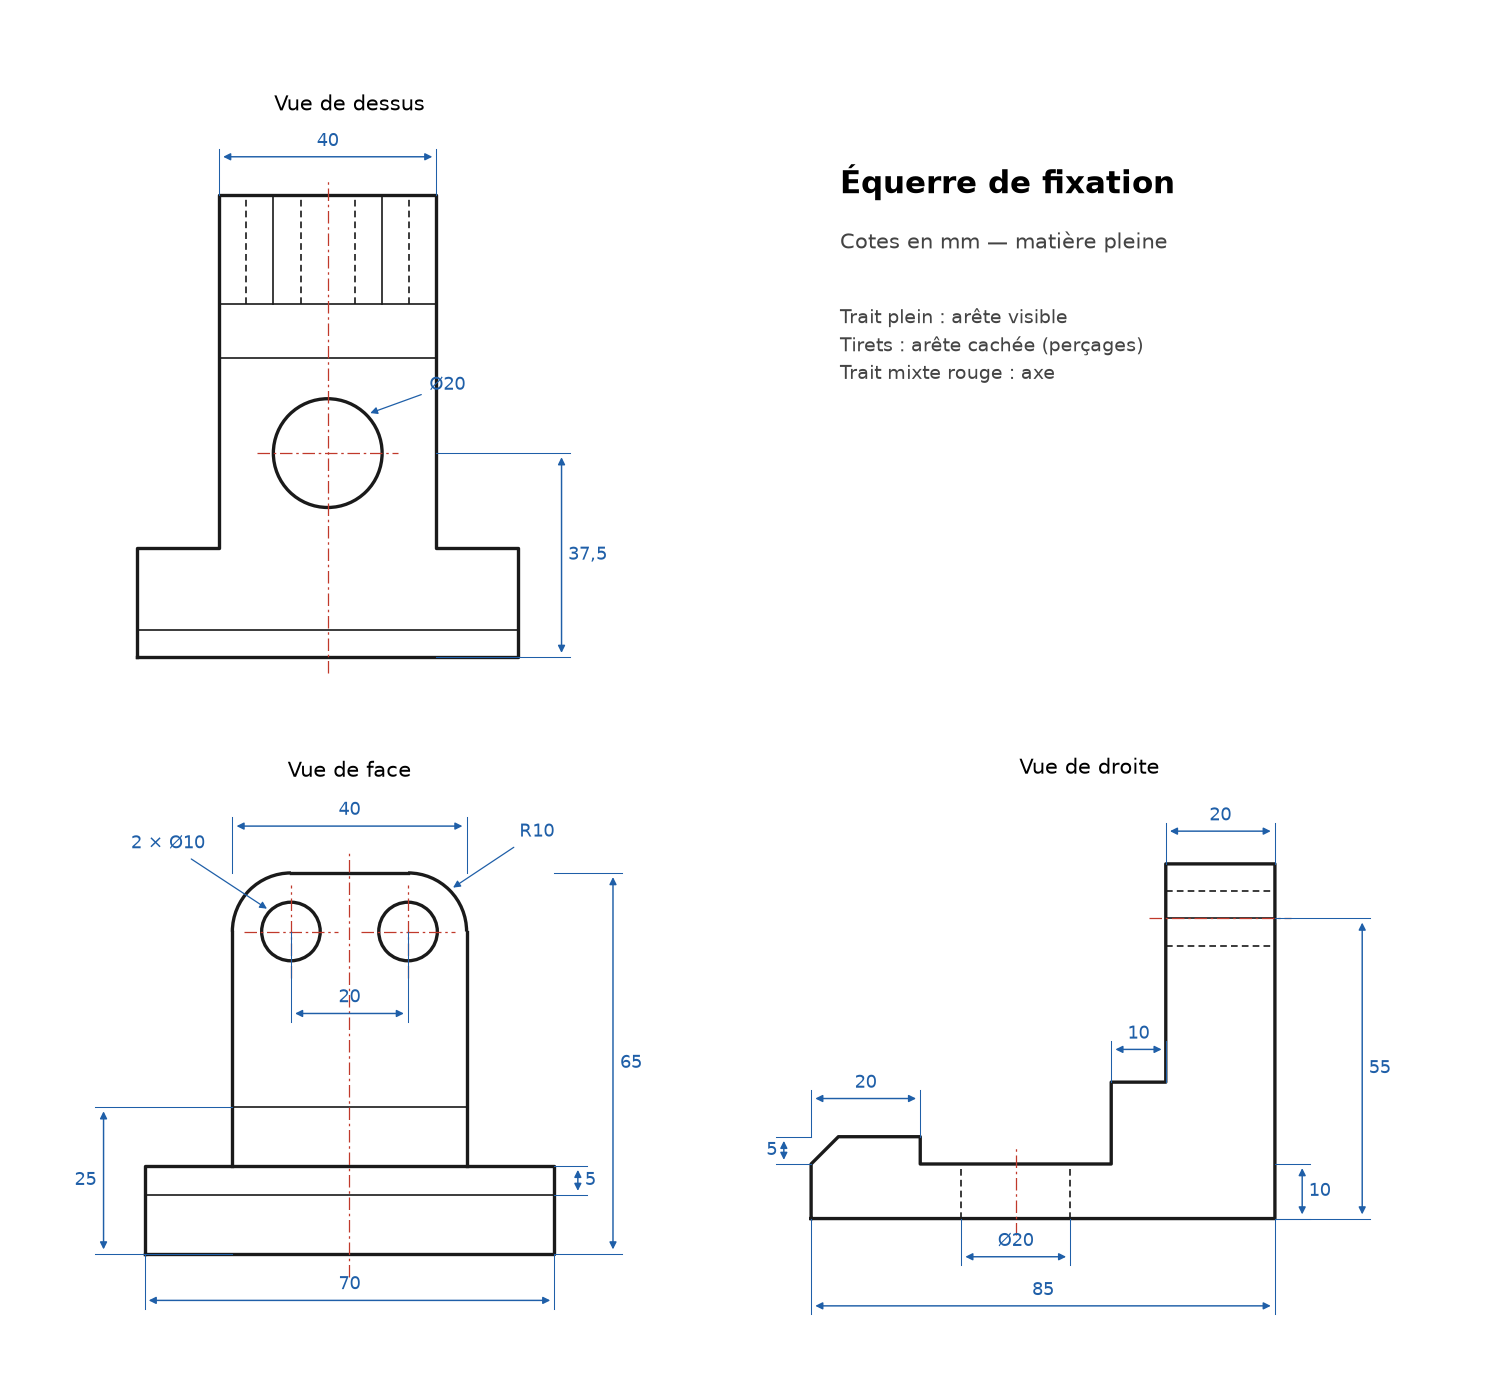 Vue de dessus
40
Ø20
37,5
Équerre de fixation
Cotes en mm — matière pleine
Trait plein : arête visible
Tirets : arête cachée (perçages)
Trait mixte rouge : axe
Vue de face
40
2 × Ø10
R10
20
65
25
5
70
Vue de droite
20
10
55
20
5
10
Ø20
85